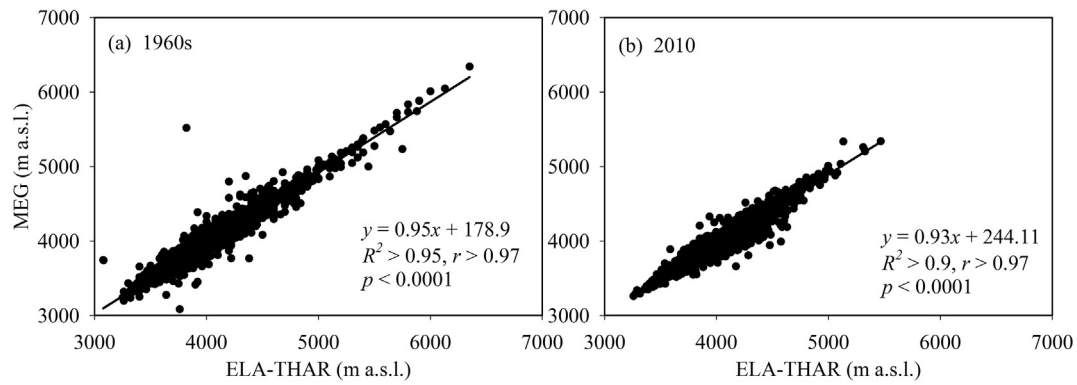 (a) 1960s
MEG (m a.s.l.)
7000
6000
5000
4000
3000
y = 0.95x + 178.9
R² > 0.95, r > 0.97
p < 0.0001
3000 4000 5000 6000 7000
ELA-THAR (m a.s.l.)
(b) 2010
7000
6000
5000
4000
3000
y = 0.93x + 244.11
R² > 0.9, r > 0.97
p < 0.0001
3000 4000 5000 6000 7000
ELA-THAR (m a.s.l.)